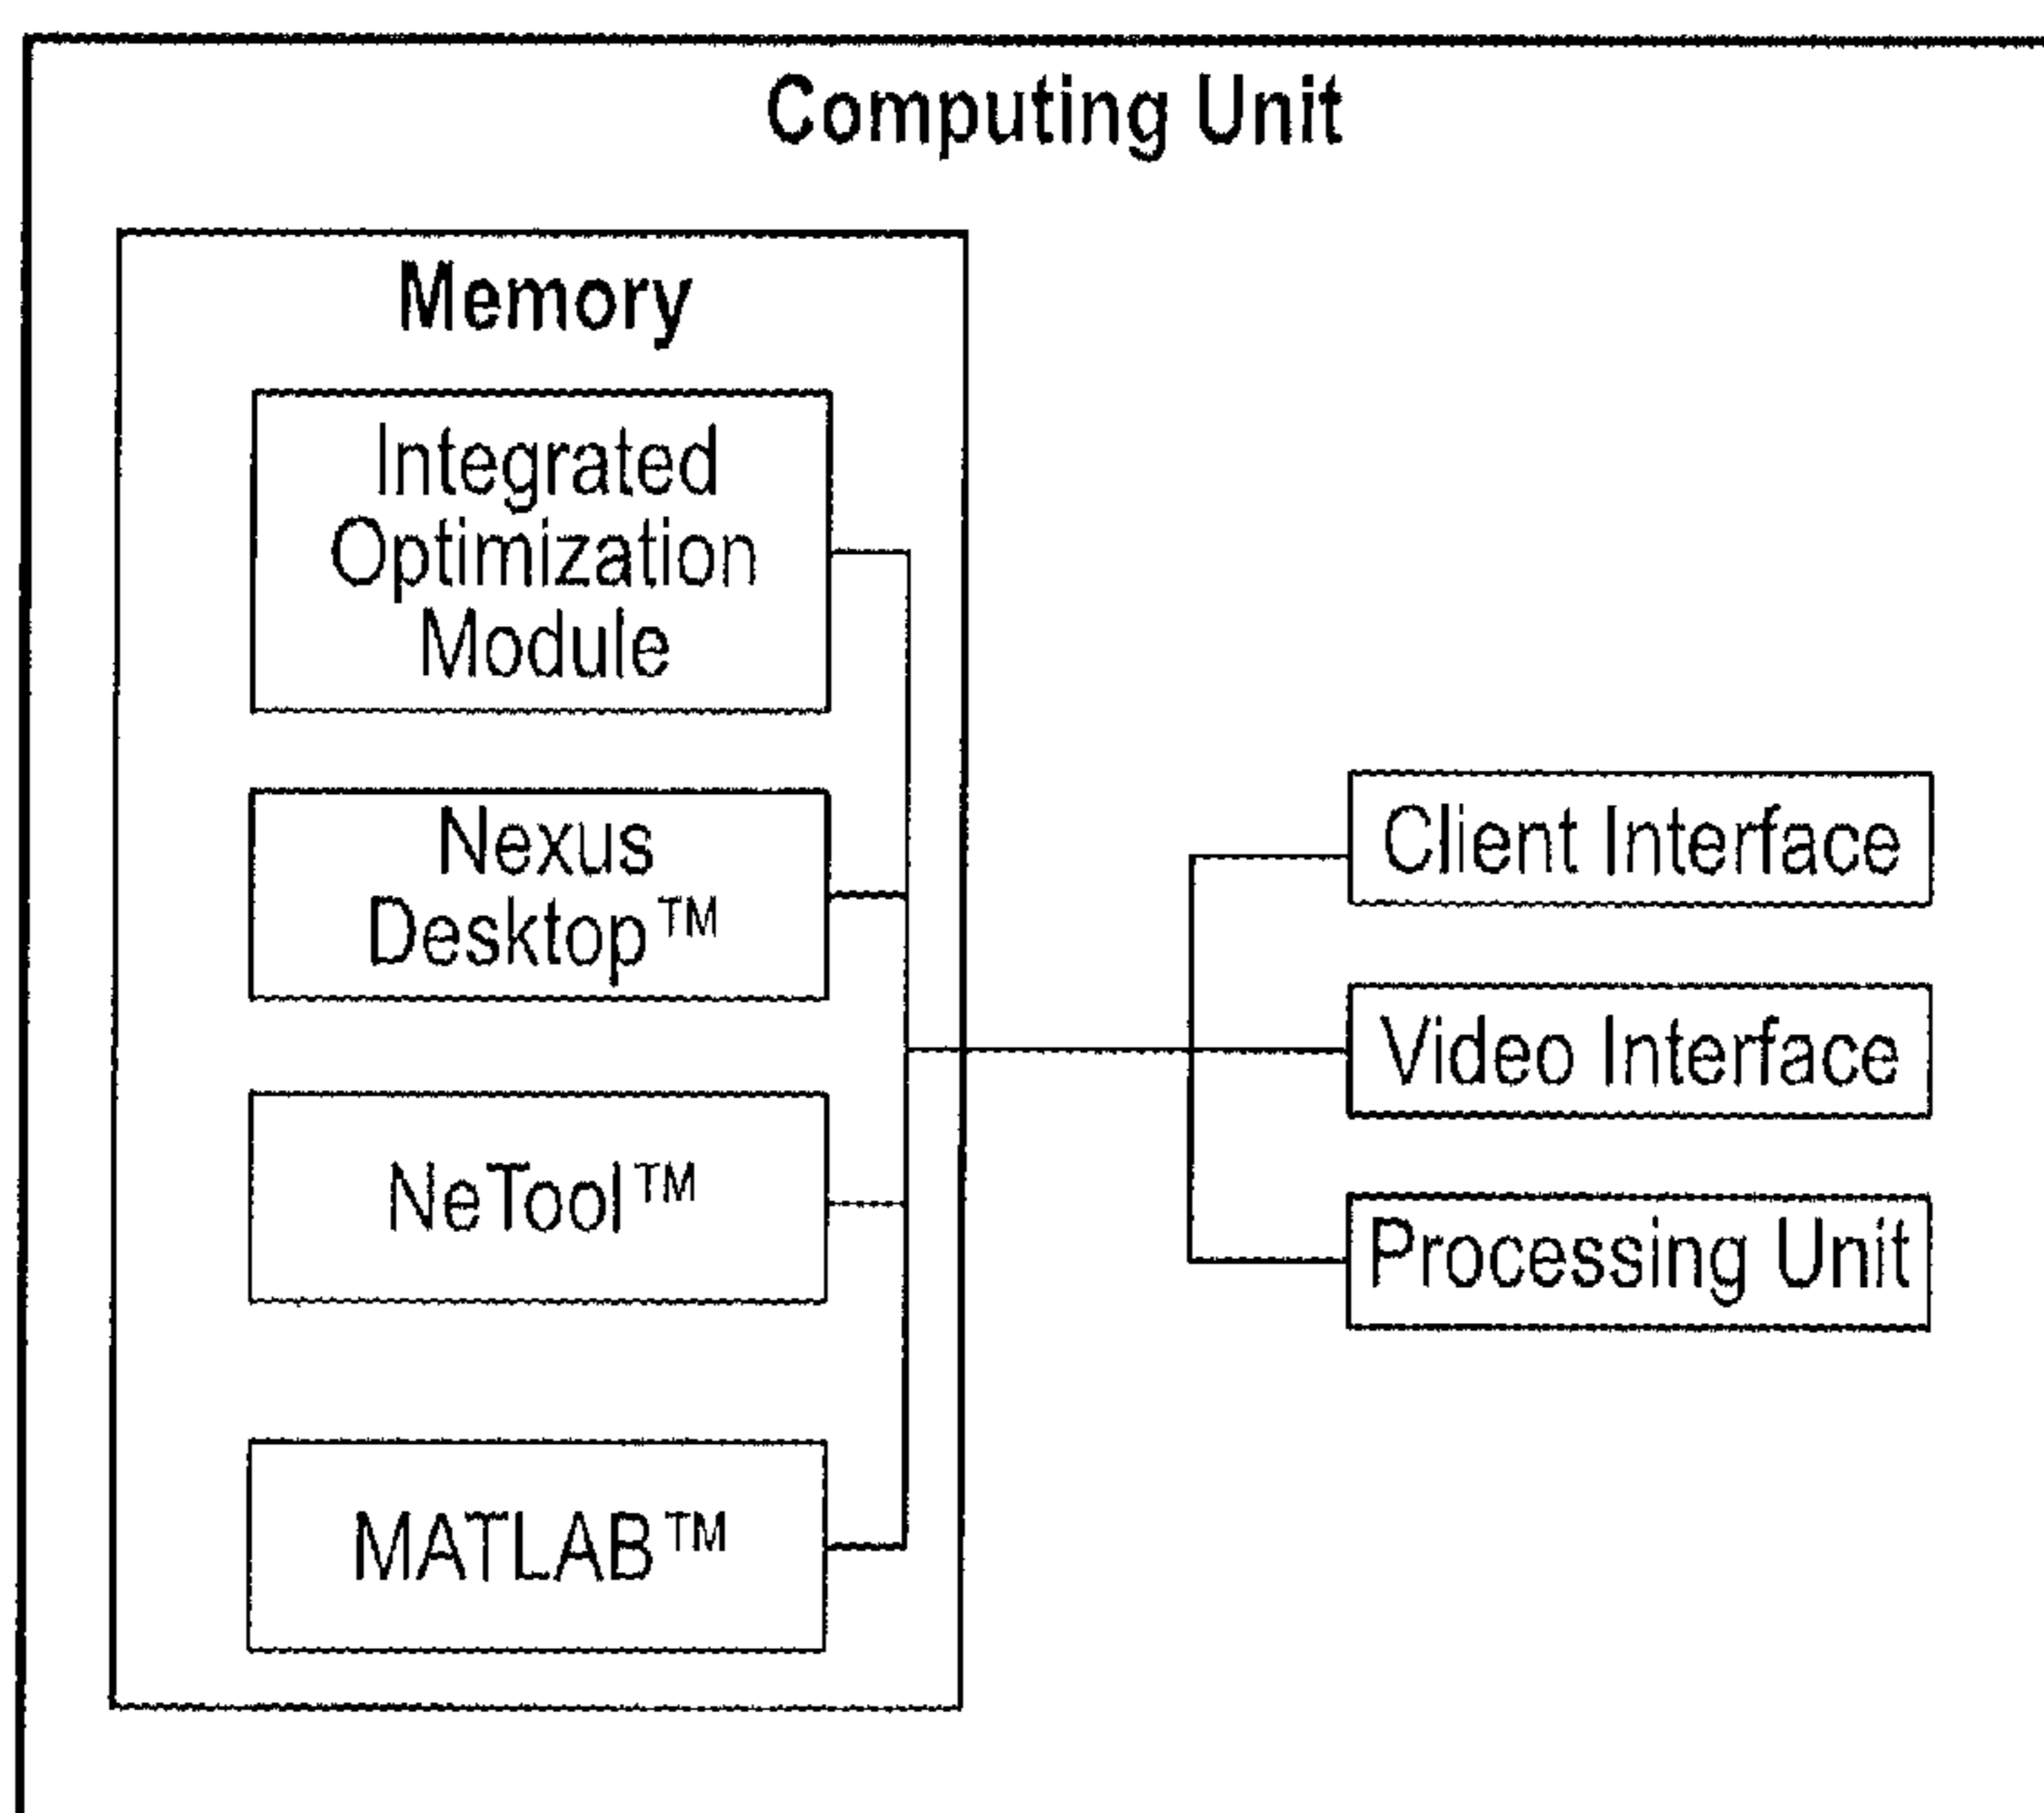 Computing Unit
Memory
Integrated
Optimization
Module
Nexus
Desktop™
NeTool™
MATLAB™
Client Interface
Video Interface
Processing Unit